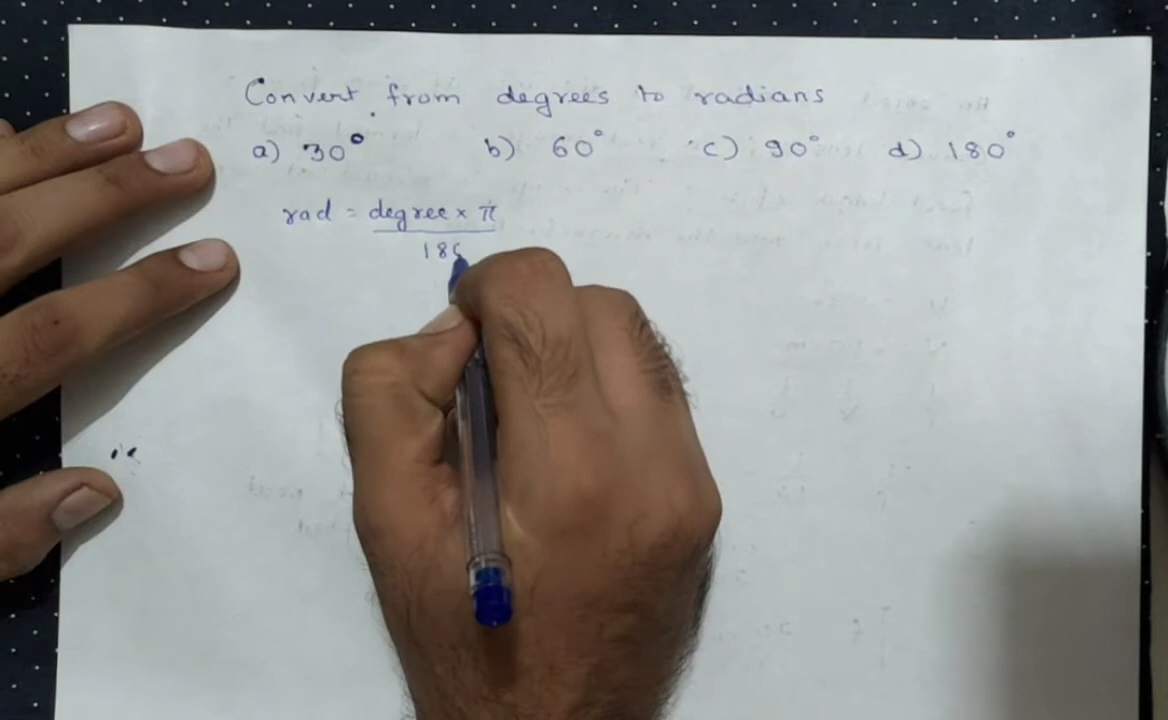 Convert from degrees to radians
a) 30° b) 60° c) 90° d) 180°
rad = degree × π
18